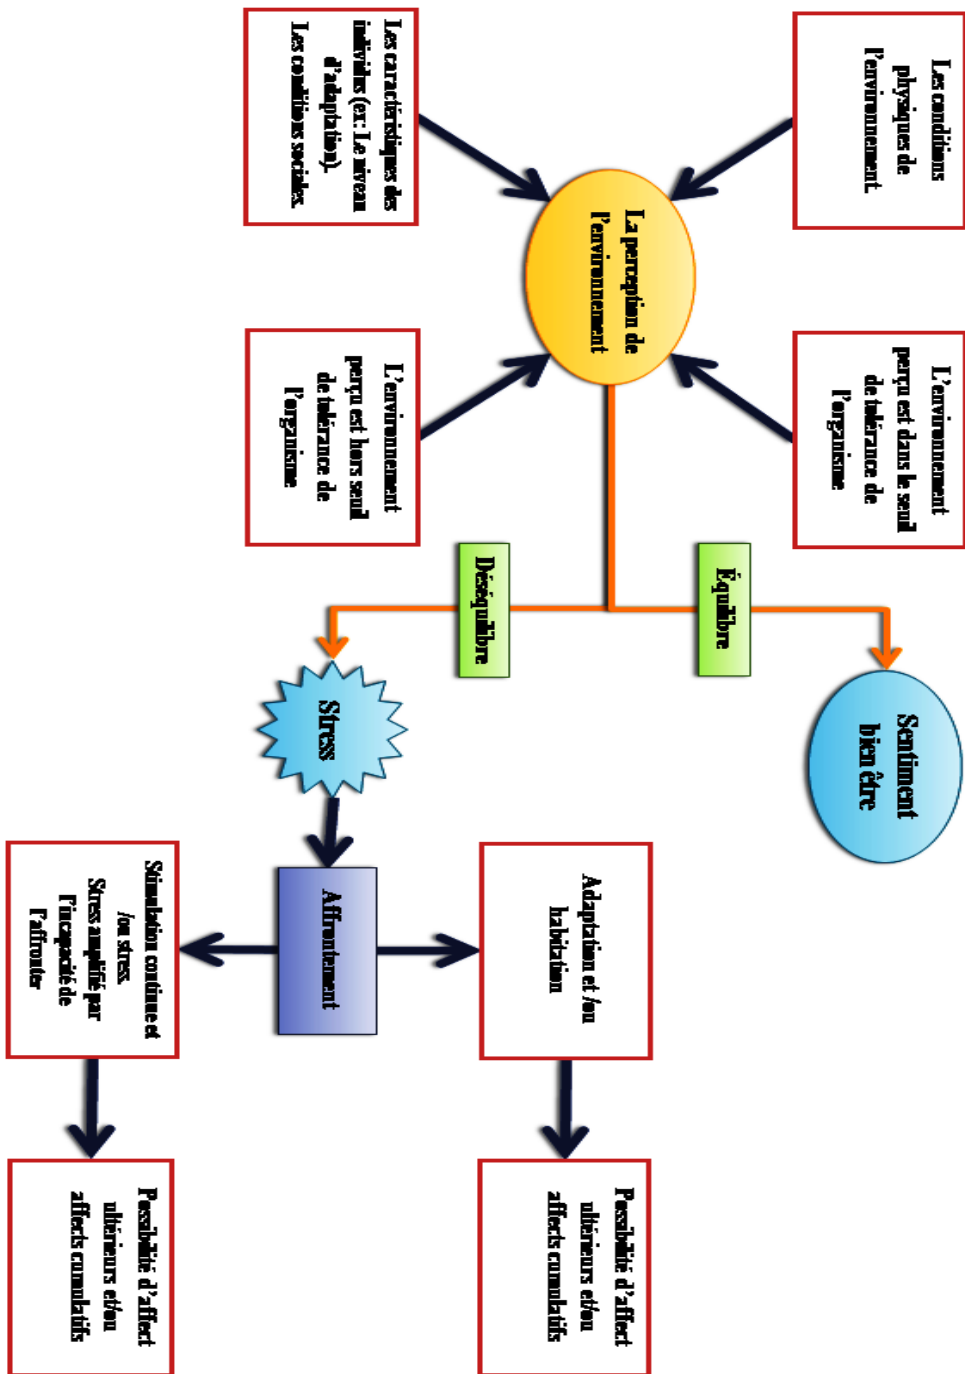 Les conditions
physiques de
l'environnement.
L'environnement
perçu est dans le seuil
de tolérance de
l'organisme
La perception de
l'environnement
Les caractéristiques des
individus (ex: Le niveau
d'adaptation).
Les conditions sociales.
L'environnement
perçu est hors seuil
de tolérance de
l'organisme
Équilibre
Déséquilibre
Sentiment
bien être
Stress
Affrontement
Adaptation et /ou
habitation
Possibilité d'affect
ultérieurs et/ou
affects cumulatifs
Stimulation continue et
/ou stress.
Stress amplifié par
l'incapacité de
l'affronter
Possibilité d'affect
ultérieurs et/ou
affects cumulatifs